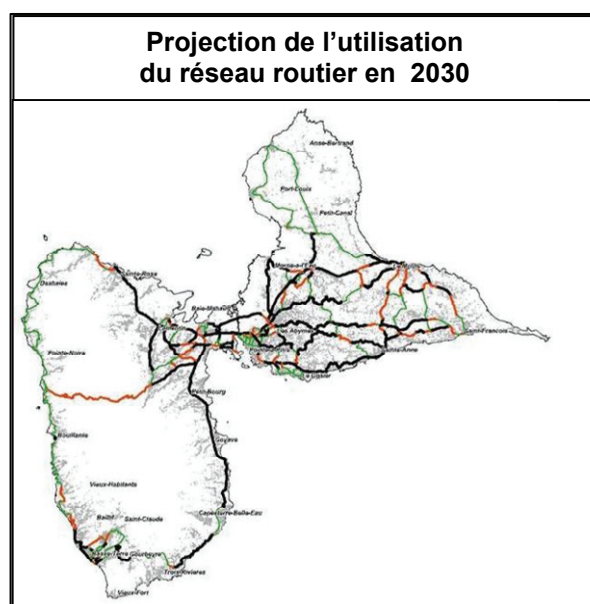 Projection de l’utilisation
du réseau routier en 2030
Anse-Bertrand
Port-Louis
Petit-Canal
Morne-a-l'Eau
Sainte-Rose
Deshaies
Baie-Mahault
Les Abymes
Saint-François
Sainte-Anne
Le Gosier
Pointe-Noire
Petit-Bourg
Bouillante
Goyave
Vieux-Habitants
Capesterre-Belle-Eau
Baillif
Saint-Claude
Basse-Terre
Gourbeyre
Trois-Rivieres
Vieux-Fort